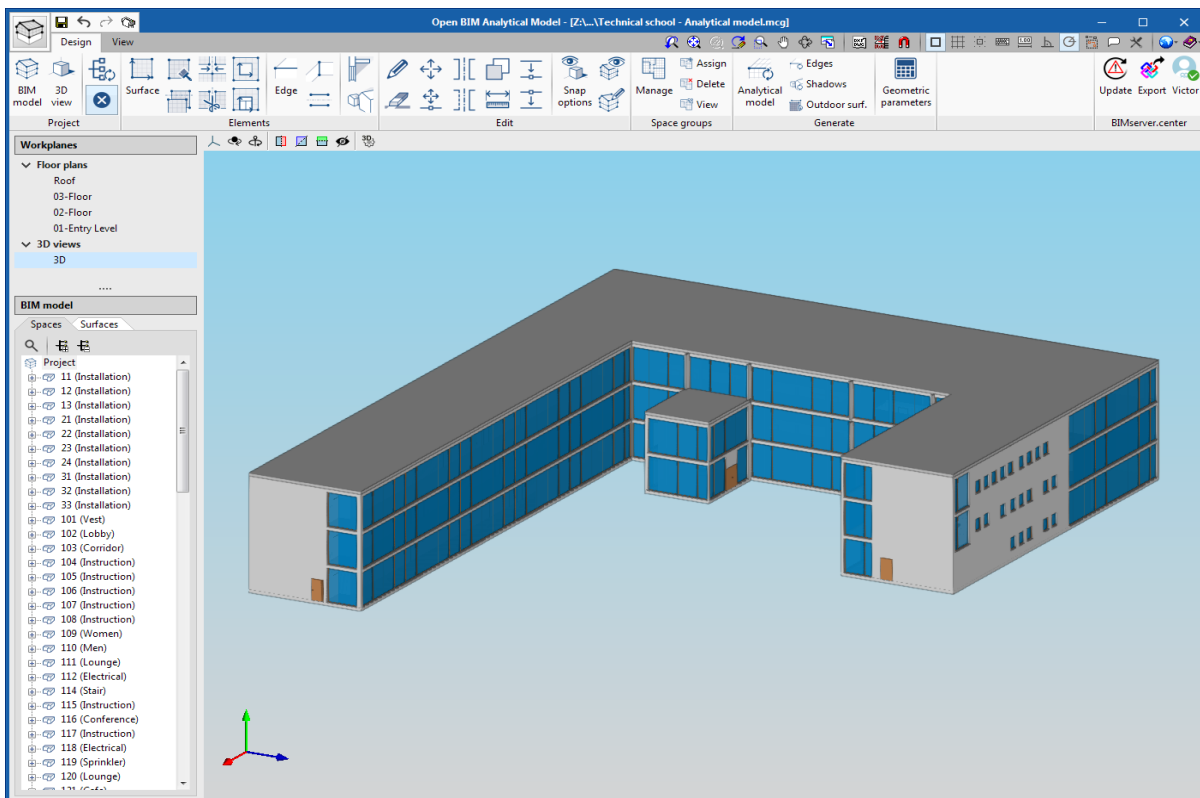 Open BIM Analytical Model - [Z:\...\Technical school - Analytical model.mcg]
Design View
BIM model
3D view
Surface
Edge
Snap options
Manage
Assign
Delete
View
Analytical model
Edges
Shadows
Outdoor surf.
Geometric parameters
Update
Export
Victor
Project
Elements
Edit
Space groups
Generate
BIMserver.center
Workplanes
Floor plans
Roof
03-Floor
02-Floor
01-Entry Level
3D views
3D
BIM model
Spaces Surfaces
Project
11 (Installation)
12 (Installation)
13 (Installation)
21 (Installation)
22 (Installation)
23 (Installation)
24 (Installation)
31 (Installation)
32 (Installation)
33 (Installation)
101 (Vest)
102 (Lobby)
103 (Corridor)
104 (Instruction)
105 (Instruction)
106 (Instruction)
107 (Instruction)
108 (Instruction)
109 (Women)
110 (Men)
111 (Lounge)
112 (Electrical)
114 (Stair)
115 (Instruction)
116 (Conference)
117 (Instruction)
118 (Electrical)
119 (Sprinkler)
120 (Lounge)